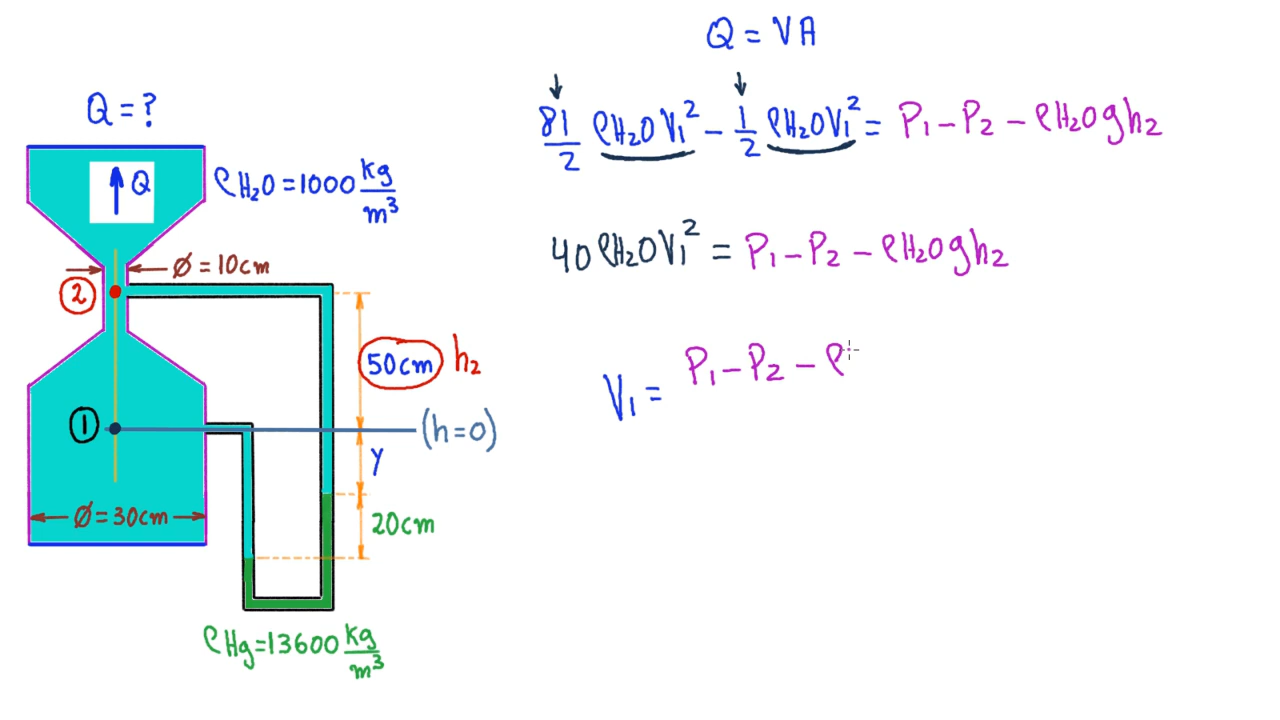 Q = VA
Q = ?
81/2 ρH₂O V₁² − 1/2 ρH₂O V₁² = P₁ − P₂ − ρH₂O g h₂
Q
ρH₂O = 1000 kg/m³
40 ρH₂O V₁² = P₁ − P₂ − ρH₂O g h₂
Ø = 10cm
2
50cm h₂
V₁ = P₁ − P₂ − ρ
1
(h=0)
y
Ø = 30cm
20cm
ρHg = 13600 kg/m³